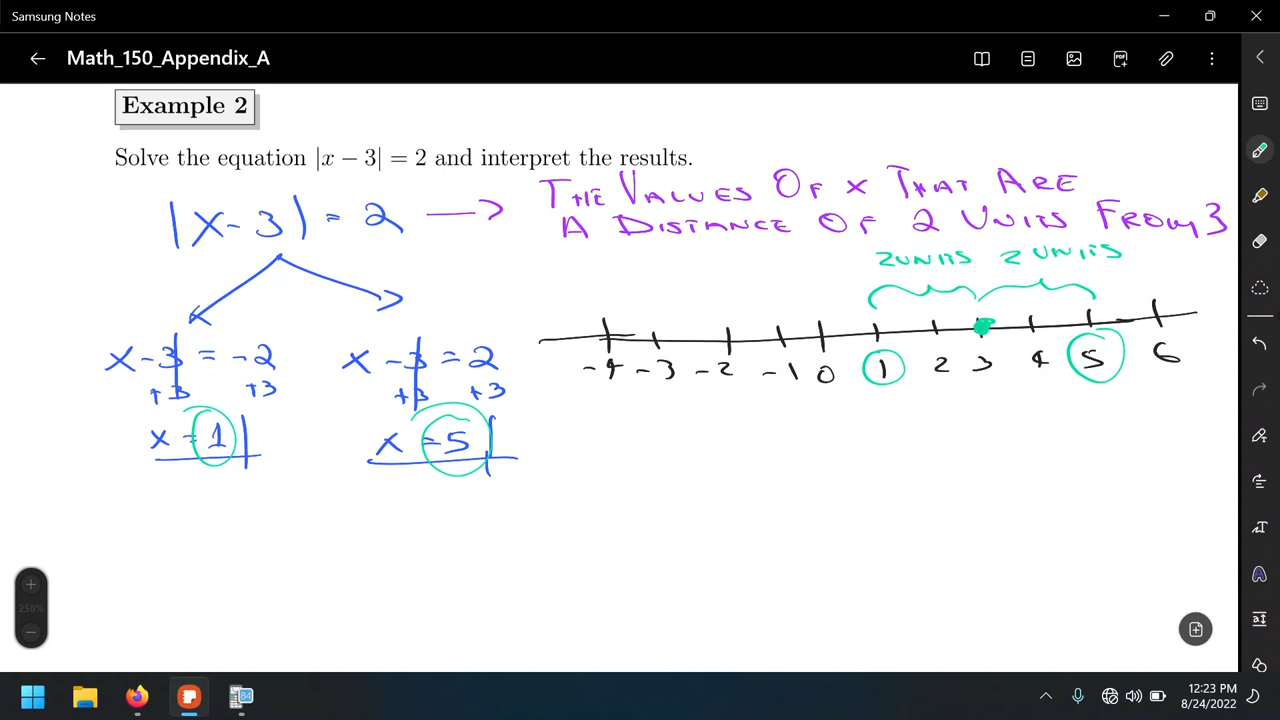 Samsung Notes
Math_150_Appendix_A
Example 2
Solve the equation |x − 3| = 2 and interpret the results.
|x-3| = 2 → THE VALUES OF x THAT ARE
A DISTANCE OF 2 UNITS FROM 3
2 UNITS 2 UNITS
-4 -3 -2 -1 0 1 2 3 4 5 6
x -3 = -2 x -3 = 2
+3 +3 +3 +3
x = 1 x = 5
258%
84
12:23 PM
8/24/2022